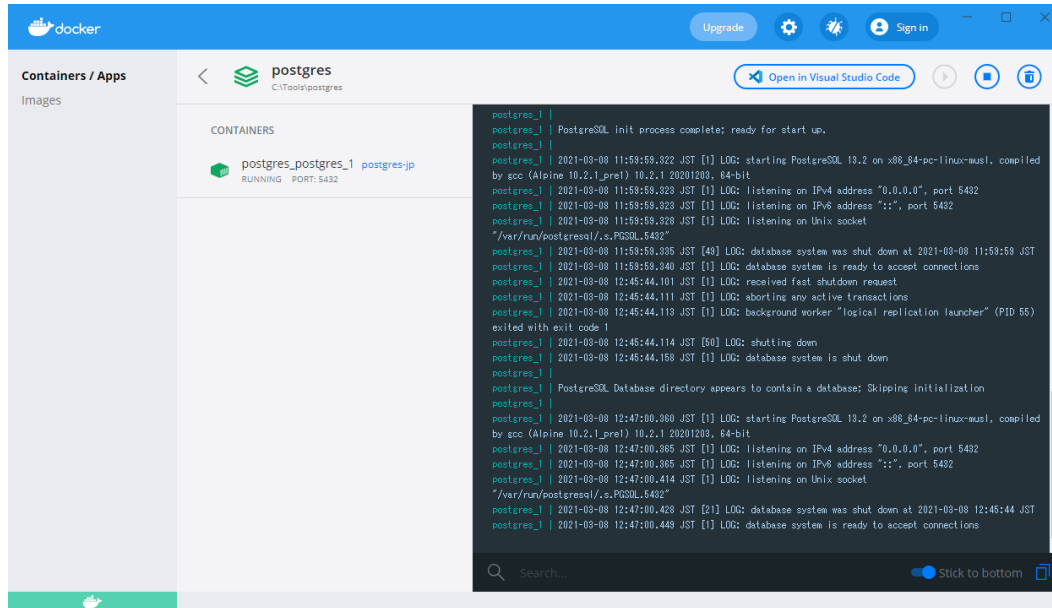 docker
Upgrade
Sign in
Containers / Apps
Images
postgres
C:\Tools\postgres
Open in Visual Studio Code
CONTAINERS
postgres_postgres_1 postgres-jp
RUNNING PORT: 5432
postgres_1 |
postgres_1 | PostgreSQL init process complete; ready for start up.
postgres_1 |
postgres_1 | 2021-03-08 11:59:59.322 JST [1] LOG: starting PostgreSQL 13.2 on x86_64-pc-linux-musl, compiled
by gcc (Alpine 10.2.1_pre1) 10.2.1 20201203, 64-bit
postgres_1 | 2021-03-08 11:59:59.323 JST [1] LOG: listening on IPv4 address "0.0.0.0", port 5432
postgres_1 | 2021-03-08 11:59:59.323 JST [1] LOG: listening on IPv6 address "::", port 5432
postgres_1 | 2021-03-08 11:59:59.328 JST [1] LOG: listening on Unix socket
"/var/run/postgresql/.s.PGSQL.5432"
postgres_1 | 2021-03-08 11:59:59.335 JST [49] LOG: database system was shut down at 2021-03-08 11:59:59 JST
postgres_1 | 2021-03-08 11:59:59.340 JST [1] LOG: database system is ready to accept connections
postgres_1 | 2021-03-08 12:45:44.101 JST [1] LOG: received fast shutdown request
postgres_1 | 2021-03-08 12:45:44.111 JST [1] LOG: aborting any active transactions
postgres_1 | 2021-03-08 12:45:44.113 JST [1] LOG: background worker "logical replication launcher" (PID 55)
exited with exit code 1
postgres_1 | 2021-03-08 12:45:44.114 JST [50] LOG: shutting down
postgres_1 | 2021-03-08 12:45:44.158 JST [1] LOG: database system is shut down
postgres_1 |
postgres_1 | PostgreSQL Database directory appears to contain a database; Skipping initialization
postgres_1 |
postgres_1 | 2021-03-08 12:47:00.360 JST [1] LOG: starting PostgreSQL 13.2 on x86_64-pc-linux-musl, compiled
by gcc (Alpine 10.2.1_pre1) 10.2.1 20201203, 64-bit
postgres_1 | 2021-03-08 12:47:00.365 JST [1] LOG: listening on IPv4 address "0.0.0.0", port 5432
postgres_1 | 2021-03-08 12:47:00.365 JST [1] LOG: listening on IPv6 address "::", port 5432
postgres_1 | 2021-03-08 12:47:00.414 JST [1] LOG: listening on Unix socket
"/var/run/postgresql/.s.PGSQL.5432"
postgres_1 | 2021-03-08 12:47:00.428 JST [21] LOG: database system was shut down at 2021-03-08 12:45:44 JST
postgres_1 | 2021-03-08 12:47:00.449 JST [1] LOG: database system is ready to accept connections
Search...
Stick to bottom